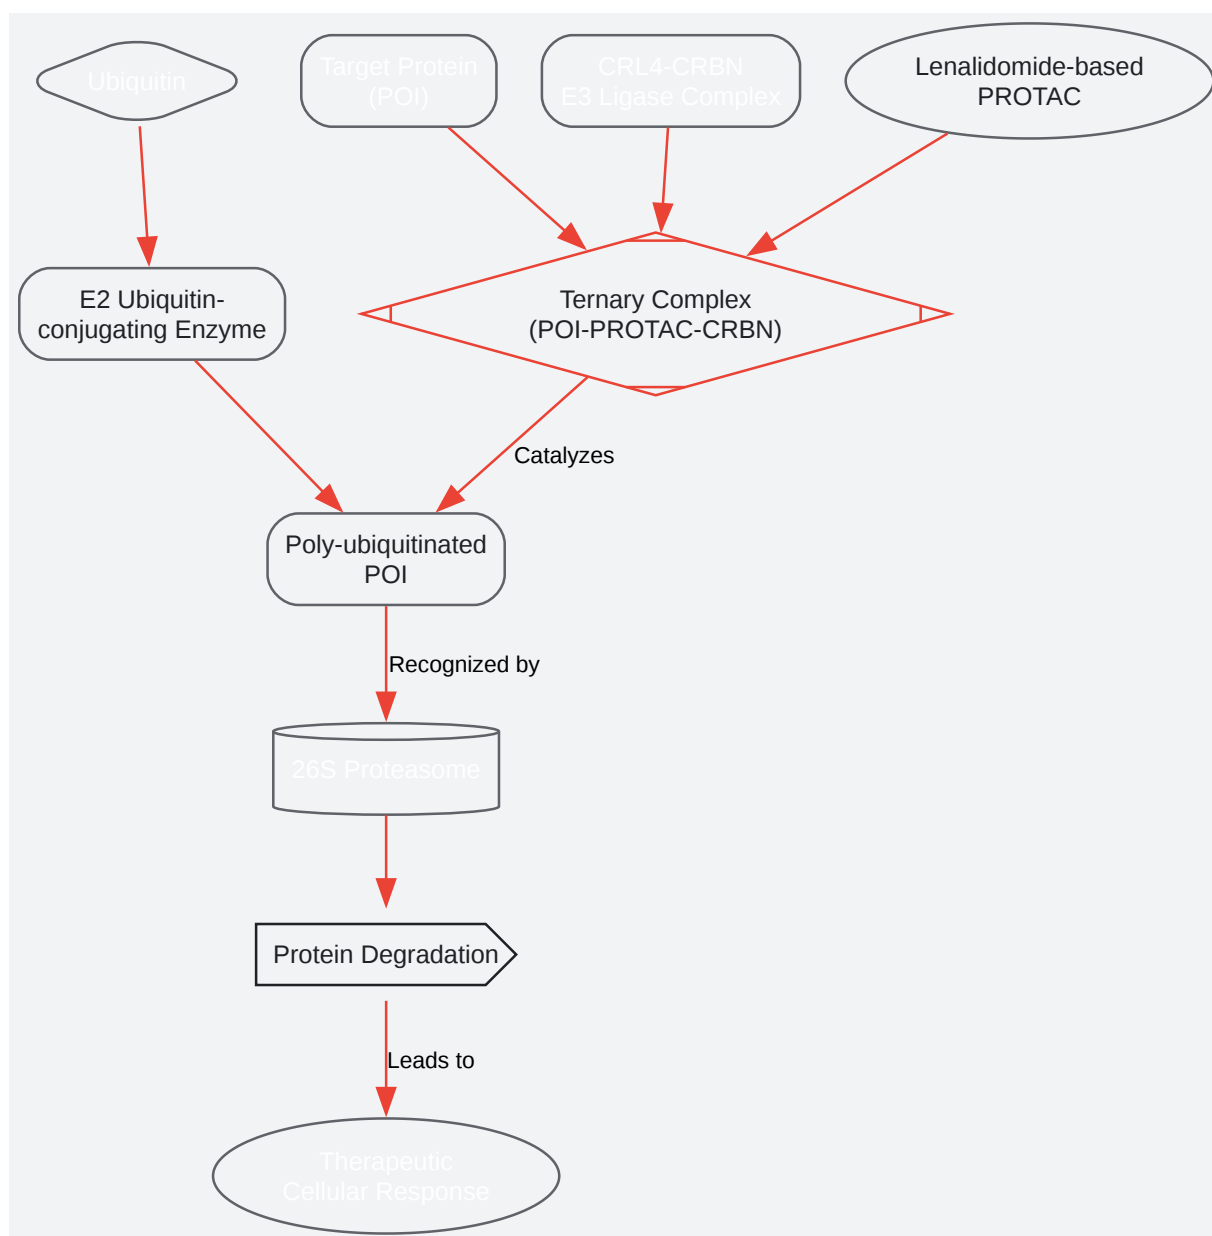 Ubiquitin
Target Protein
(POI)
CRL4-CRBN
E3 Ligase Complex
Lenalidomide-based
PROTAC
E2 Ubiquitin-
conjugating Enzyme
Ternary Complex
(POI-PROTAC-CRBN)
Catalyzes
Poly-ubiquitinated
POI
Recognized by
26S Proteasome
Protein Degradation
Leads to
Therapeutic
Cellular Response